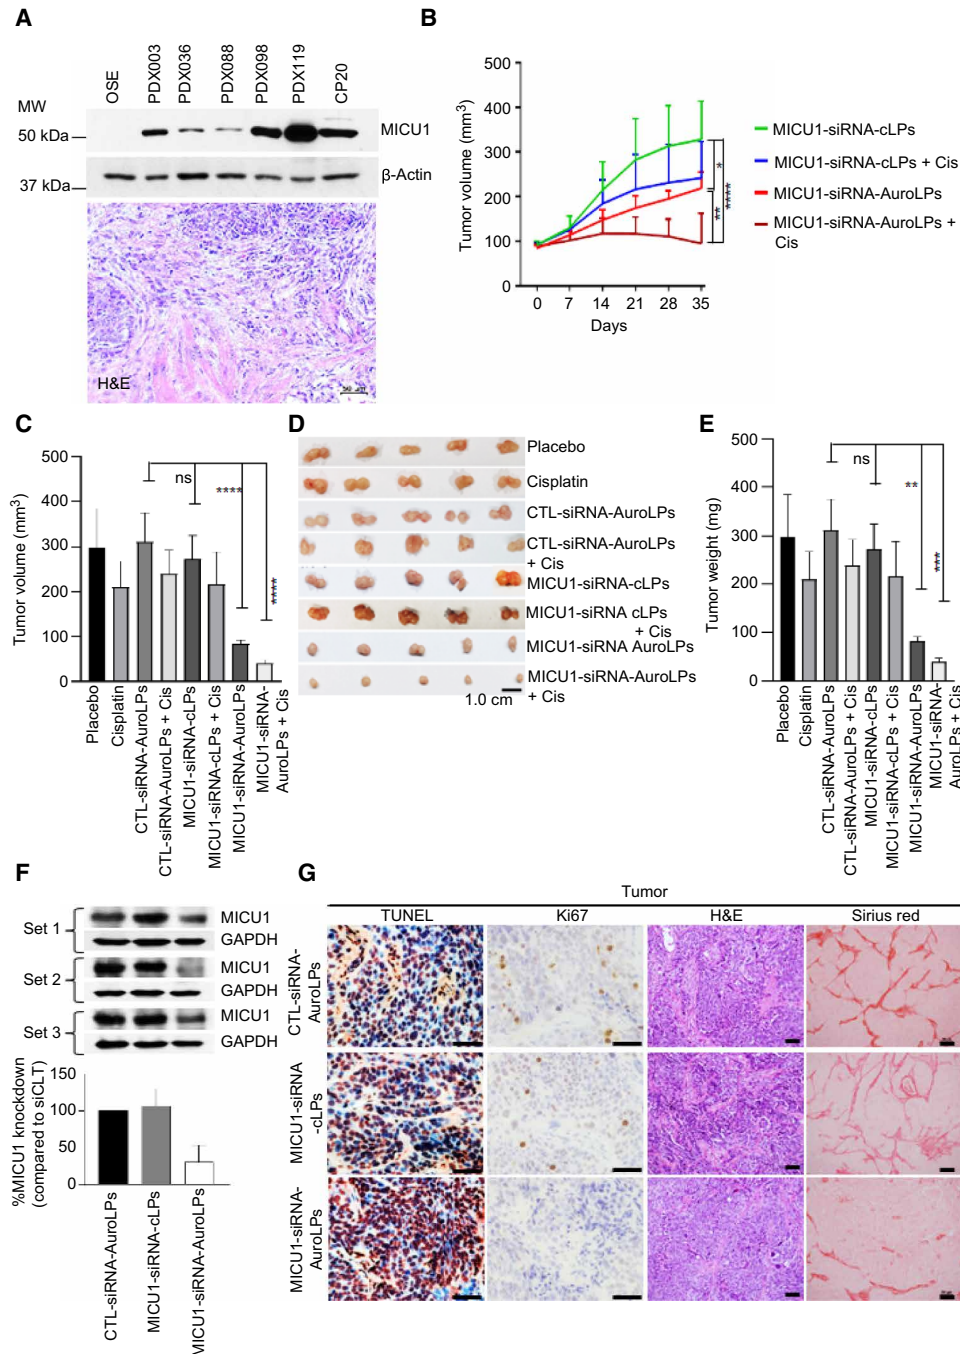 A
OSE
PDX003
PDX036
PDX088
PDX098
PDX119
CP20
MW
50 kDa
MICU1
37 kDa
β-Actin
H&E
B
Tumor volume (mm³)
500
400
300
200
100
0
0 7 14 21 28 35
Days
*
**
****
MICU1-siRNA-cLPs
MICU1-siRNA-cLPs + Cis
MICU1-siRNA-AuroLPs
MICU1-siRNA-AuroLPs +
Cis
C
Tumor volume (mm³)
500
400
300
200
100
0
ns
****
****
Placebo
Cisplatin
CTL-siRNA-AuroLPs
CTL-siRNA-AuroLPs + Cis
MICU1-siRNA-cLPs
MICU1-siRNA-cLPs + Cis
MICU1-siRNA-AuroLPs
MICU1-siRNA-
AuroLPs + Cis
D
Placebo
Cisplatin
CTL-siRNA-AuroLPs
CTL-siRNA-AuroLPs
+ Cis
MICU1-siRNA-cLPs
MICU1-siRNA cLPs
+ Cis
MICU1-siRNA AuroLPs
MICU1-siRNA-AuroLPs
+ Cis
1.0 cm
E
Tumor weight (mg)
500
400
300
200
100
0
ns
**
***
Placebo
Cisplatin
CTL-siRNA-AuroLPs
CTL-siRNA-AuroLPs + Cis
MICU1-siRNA-cLPs
MICU1-siRNA-cLPs + Cis
MICU1-siRNA-AuroLPs
MICU1-siRNA-
AuroLPs + Cis
F
Set 1
MICU1
GAPDH
Set 2
MICU1
GAPDH
Set 3
MICU1
GAPDH
%MICU1 knockdown
(compared to siCLT)
150
100
50
0
CTL-siRNA-AuroLPs
MICU1-siRNA-cLPs
MICU1-siRNA-AuroLPs
G
Tumor
TUNEL Ki67 H&E Sirius red
CTL-siRNA-
AuroLPs
MICU1-siRNA
-cLPs
MICU1-siRNA-
AuroLPs